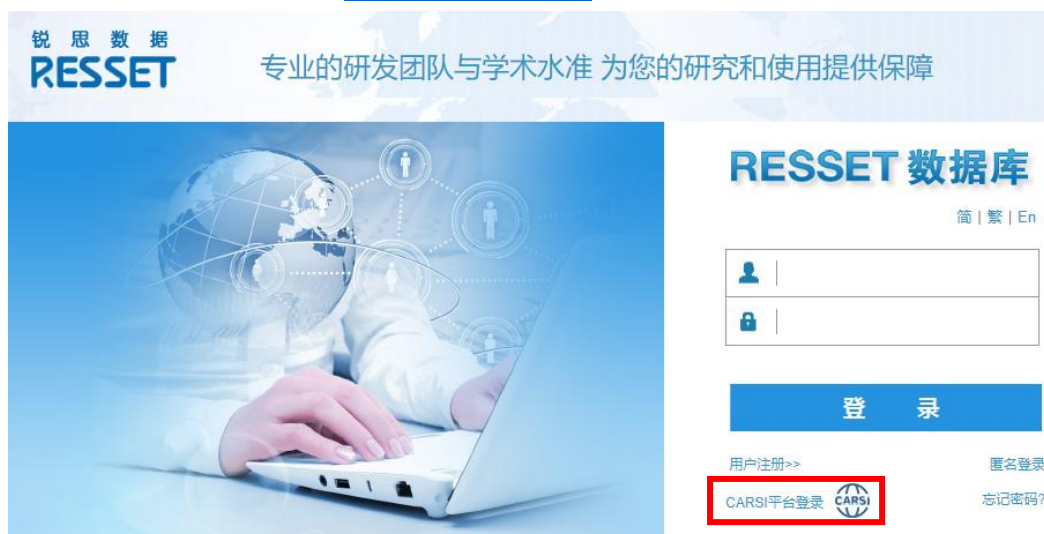 锐思数据
RESSET
专业的研发团队与学术水准 为您的研究和使用提供保障
RESSET 数据库
简 | 繁 | En
登 录
用户注册>>
匿名登录
CARSI平台登录 CARSI
忘记密码?